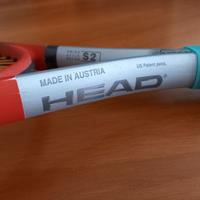 S2
MADE IN AUSTRIA
HEAD
US Patent pend.